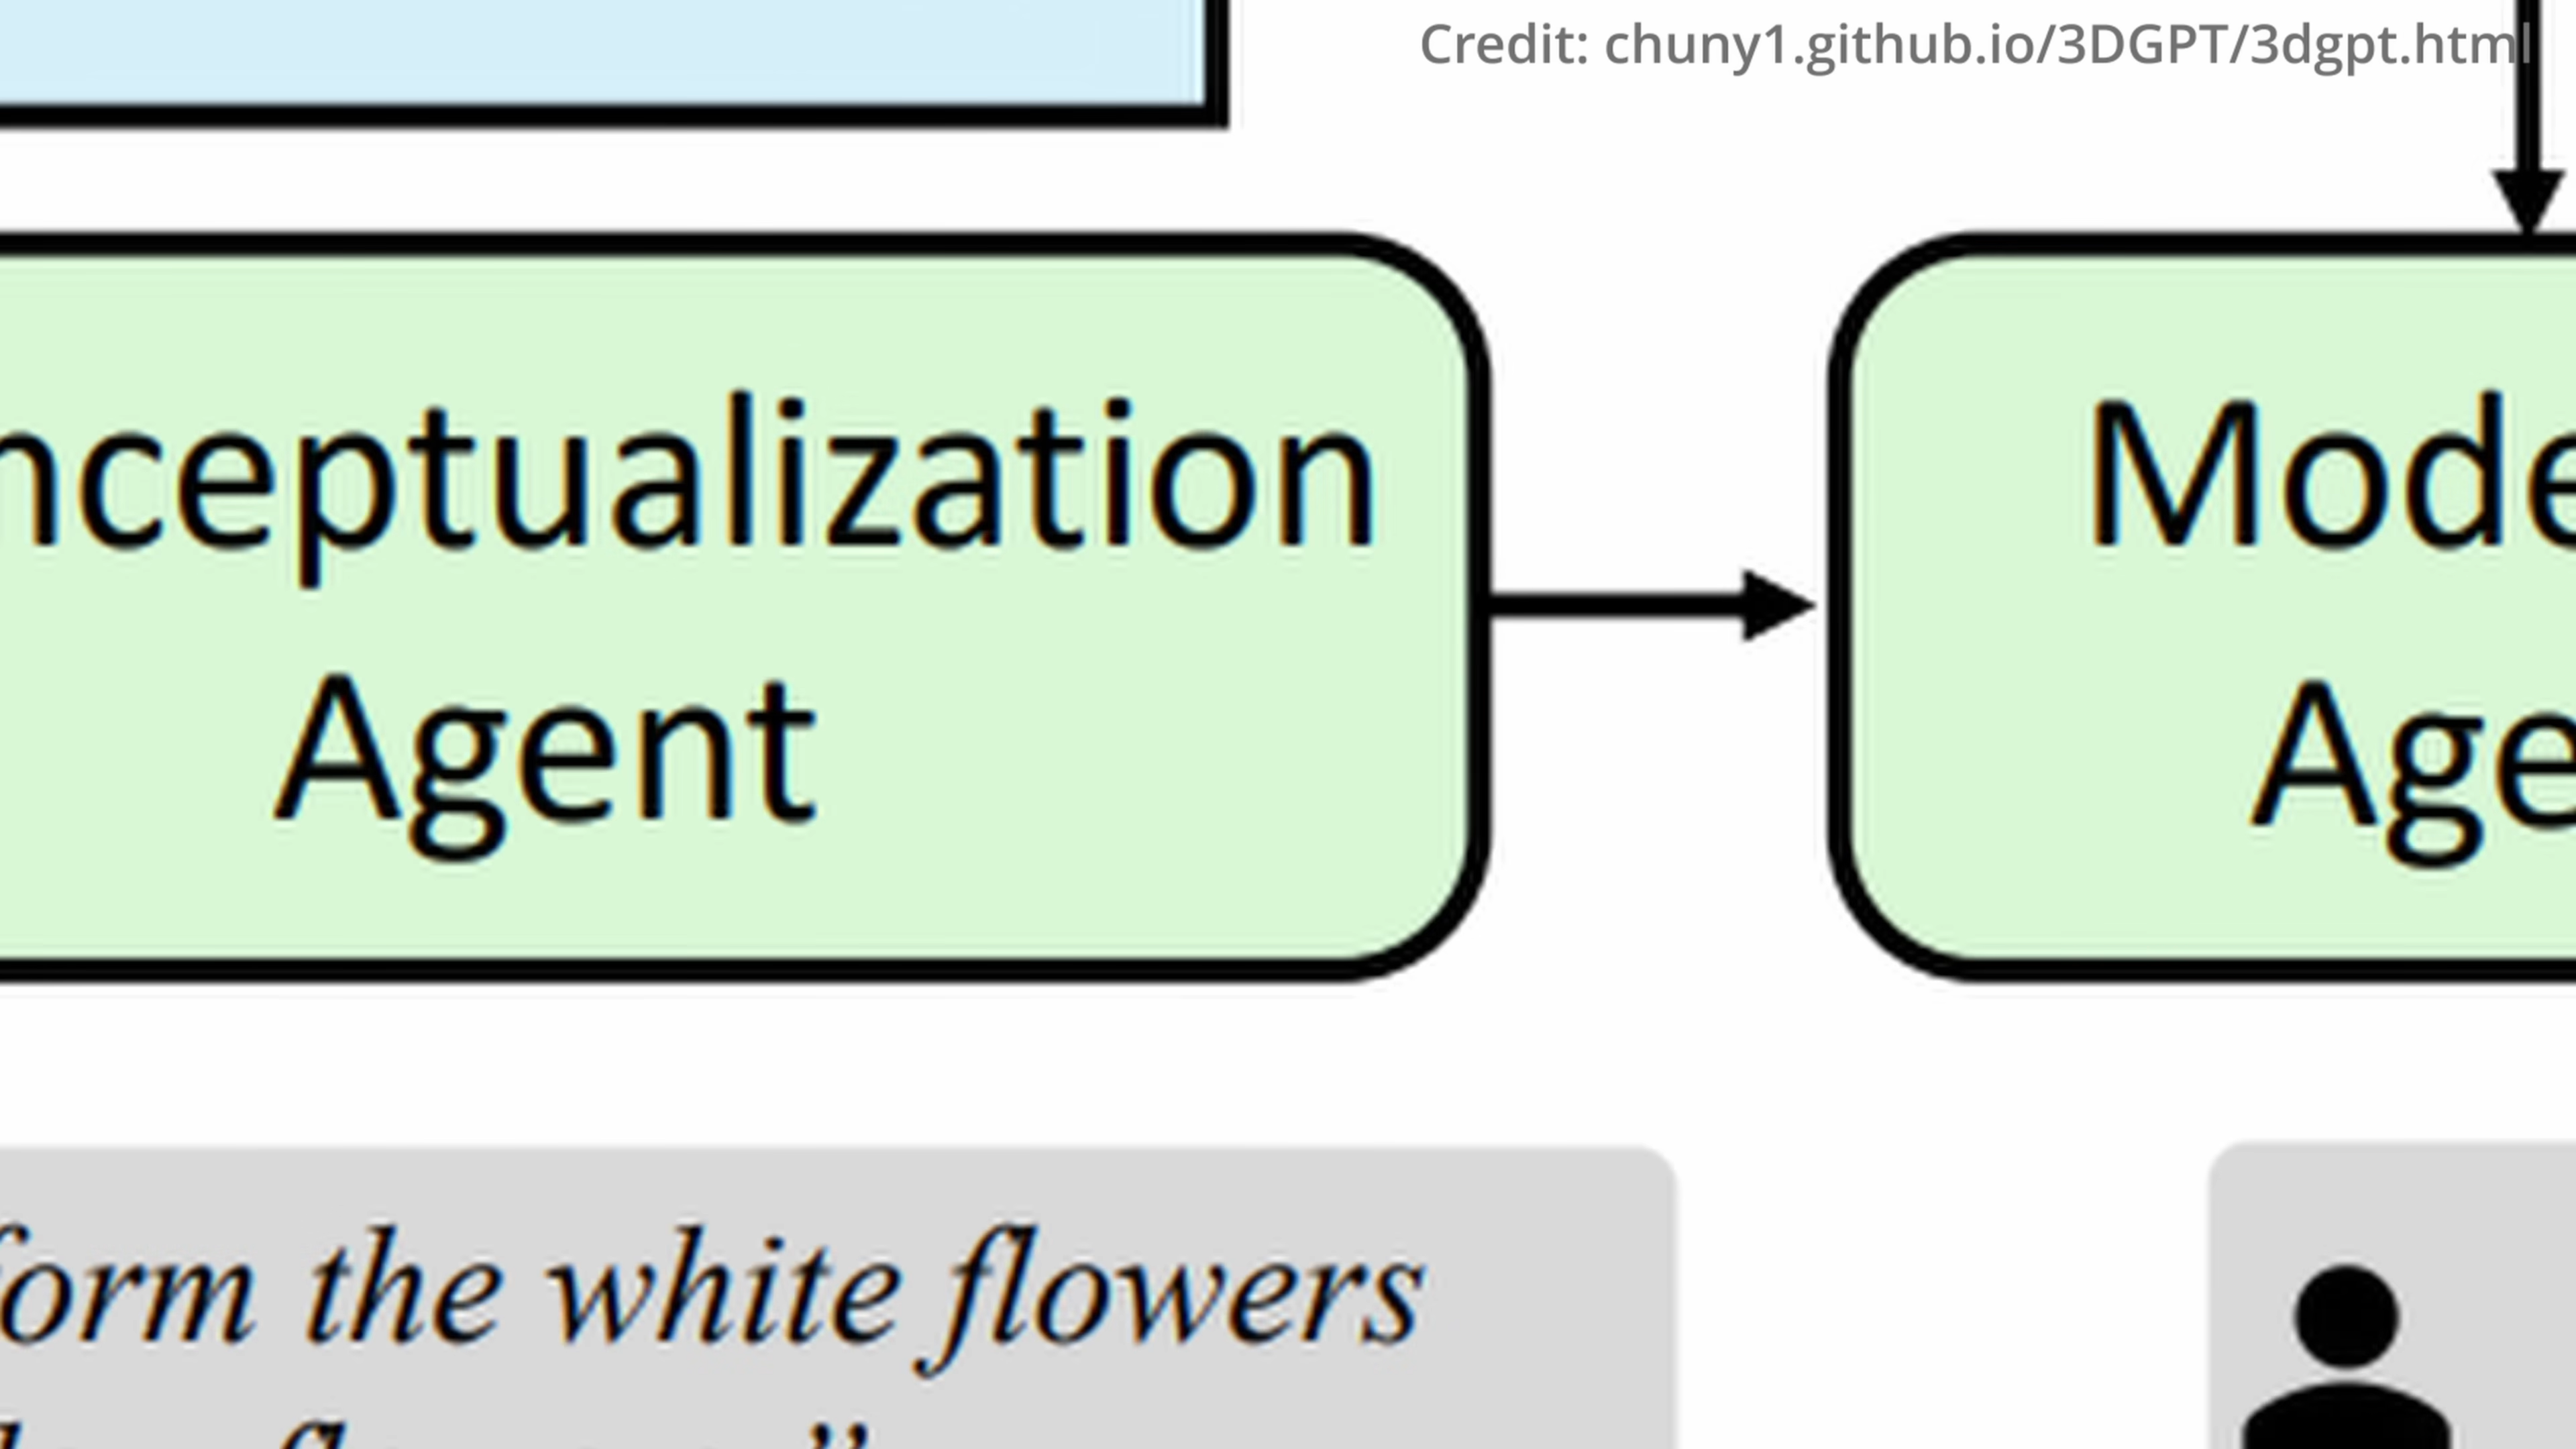 Credit: chuny1.github.io/3DGPT/3dgpt.html
nceptualization
Agent
Mode
Age
form the white flowers